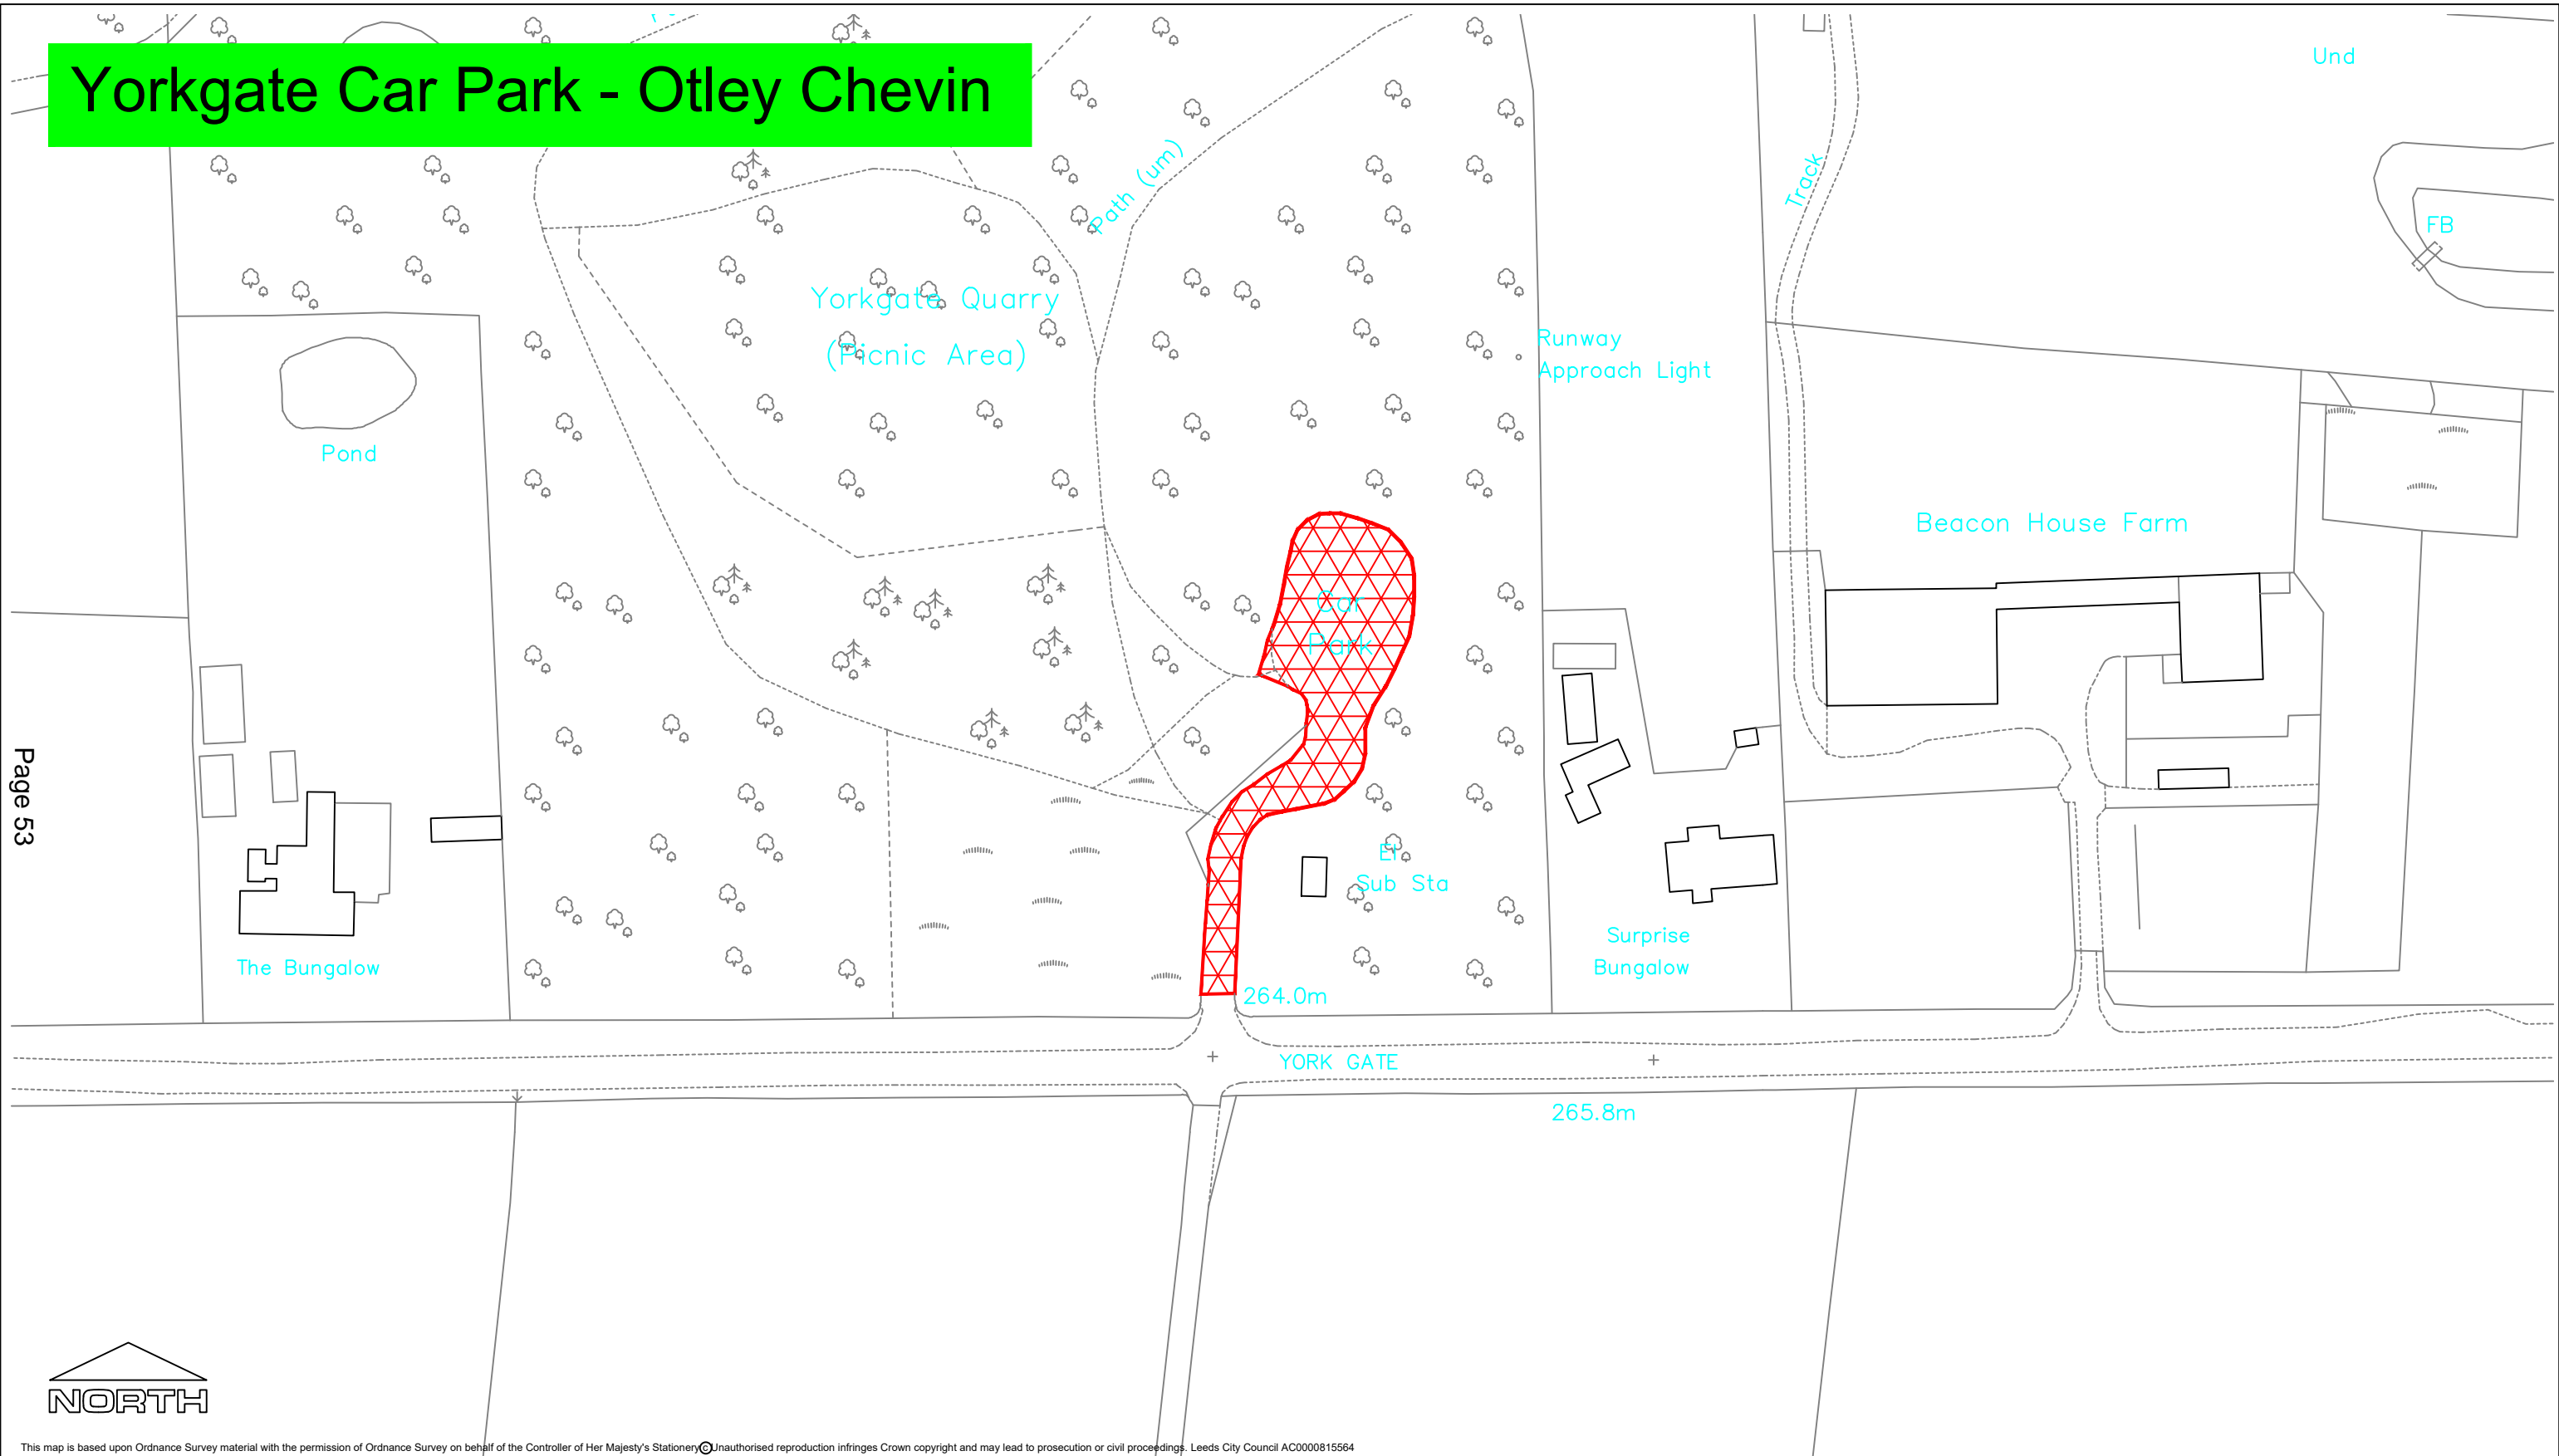 Yorkgate Car Park - Otley Chevin
Und
Path (um)
Track
FB
Yorkgate Quarry
(Picnic Area)
Runway
Approach Light
Pond
Beacon House Farm
Car
Park
Page 53
El
Sub Sta
Surprise
Bungalow
The Bungalow
264.0m
YORK GATE
265.8m
NORTH
This map is based upon Ordnance Survey material with the permission of Ordnance Survey on behalf of the Controller of Her Majesty's Stationery © Unauthorised reproduction infringes Crown copyright and may lead to prosecution or civil proceedings. Leeds City Council AC0000815564